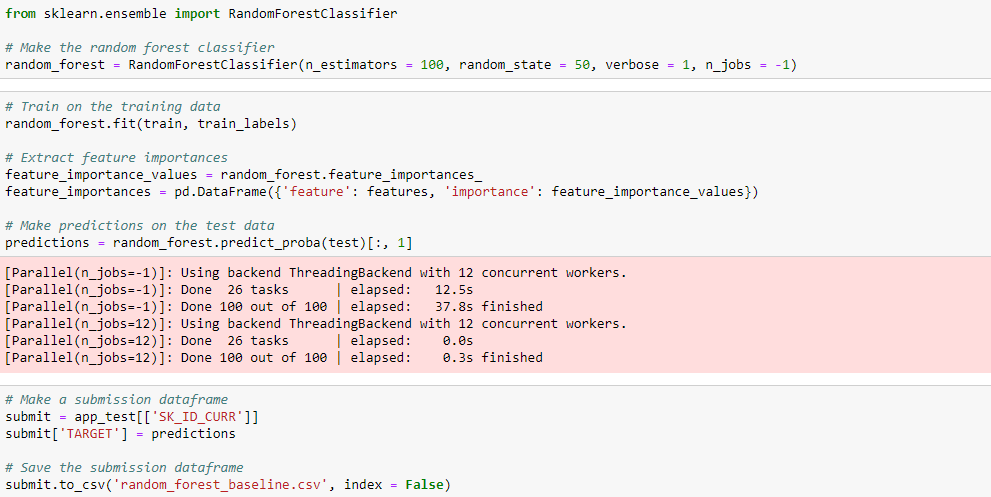 from sklearn.ensemble import RandomForestClassifier
# Make the random forest classifier
random_forest = RandomForestClassifier(n_estimators = 100, random_state = 50, verbose = 1, n_jobs = -1)
# Train on the training data
random_forest.fit(train, train_labels)
# Extract feature importances
feature_importance_values = random_forest.feature_importances_
feature_importances = pd.DataFrame({'feature': features, 'importance': feature_importance_values})
# Make predictions on the test data
predictions = random_forest.predict_proba(test)[:, 1]
[Parallel(n_jobs=-1)]: Using backend ThreadingBackend with 12 concurrent workers.
[Parallel(n_jobs=-1)]: Done  26 tasks      | elapsed:   12.5s
[Parallel(n_jobs=-1)]: Done 100 out of 100 | elapsed:   37.8s finished
[Parallel(n_jobs=12)]: Using backend ThreadingBackend with 12 concurrent workers.
[Parallel(n_jobs=12)]: Done  26 tasks      | elapsed:    0.0s
[Parallel(n_jobs=12)]: Done 100 out of 100 | elapsed:    0.3s finished
# Make a submission dataframe
submit = app_test[['SK_ID_CURR']]
submit['TARGET'] = predictions
# Save the submission dataframe
submit.to_csv('random_forest_baseline.csv', index = False)